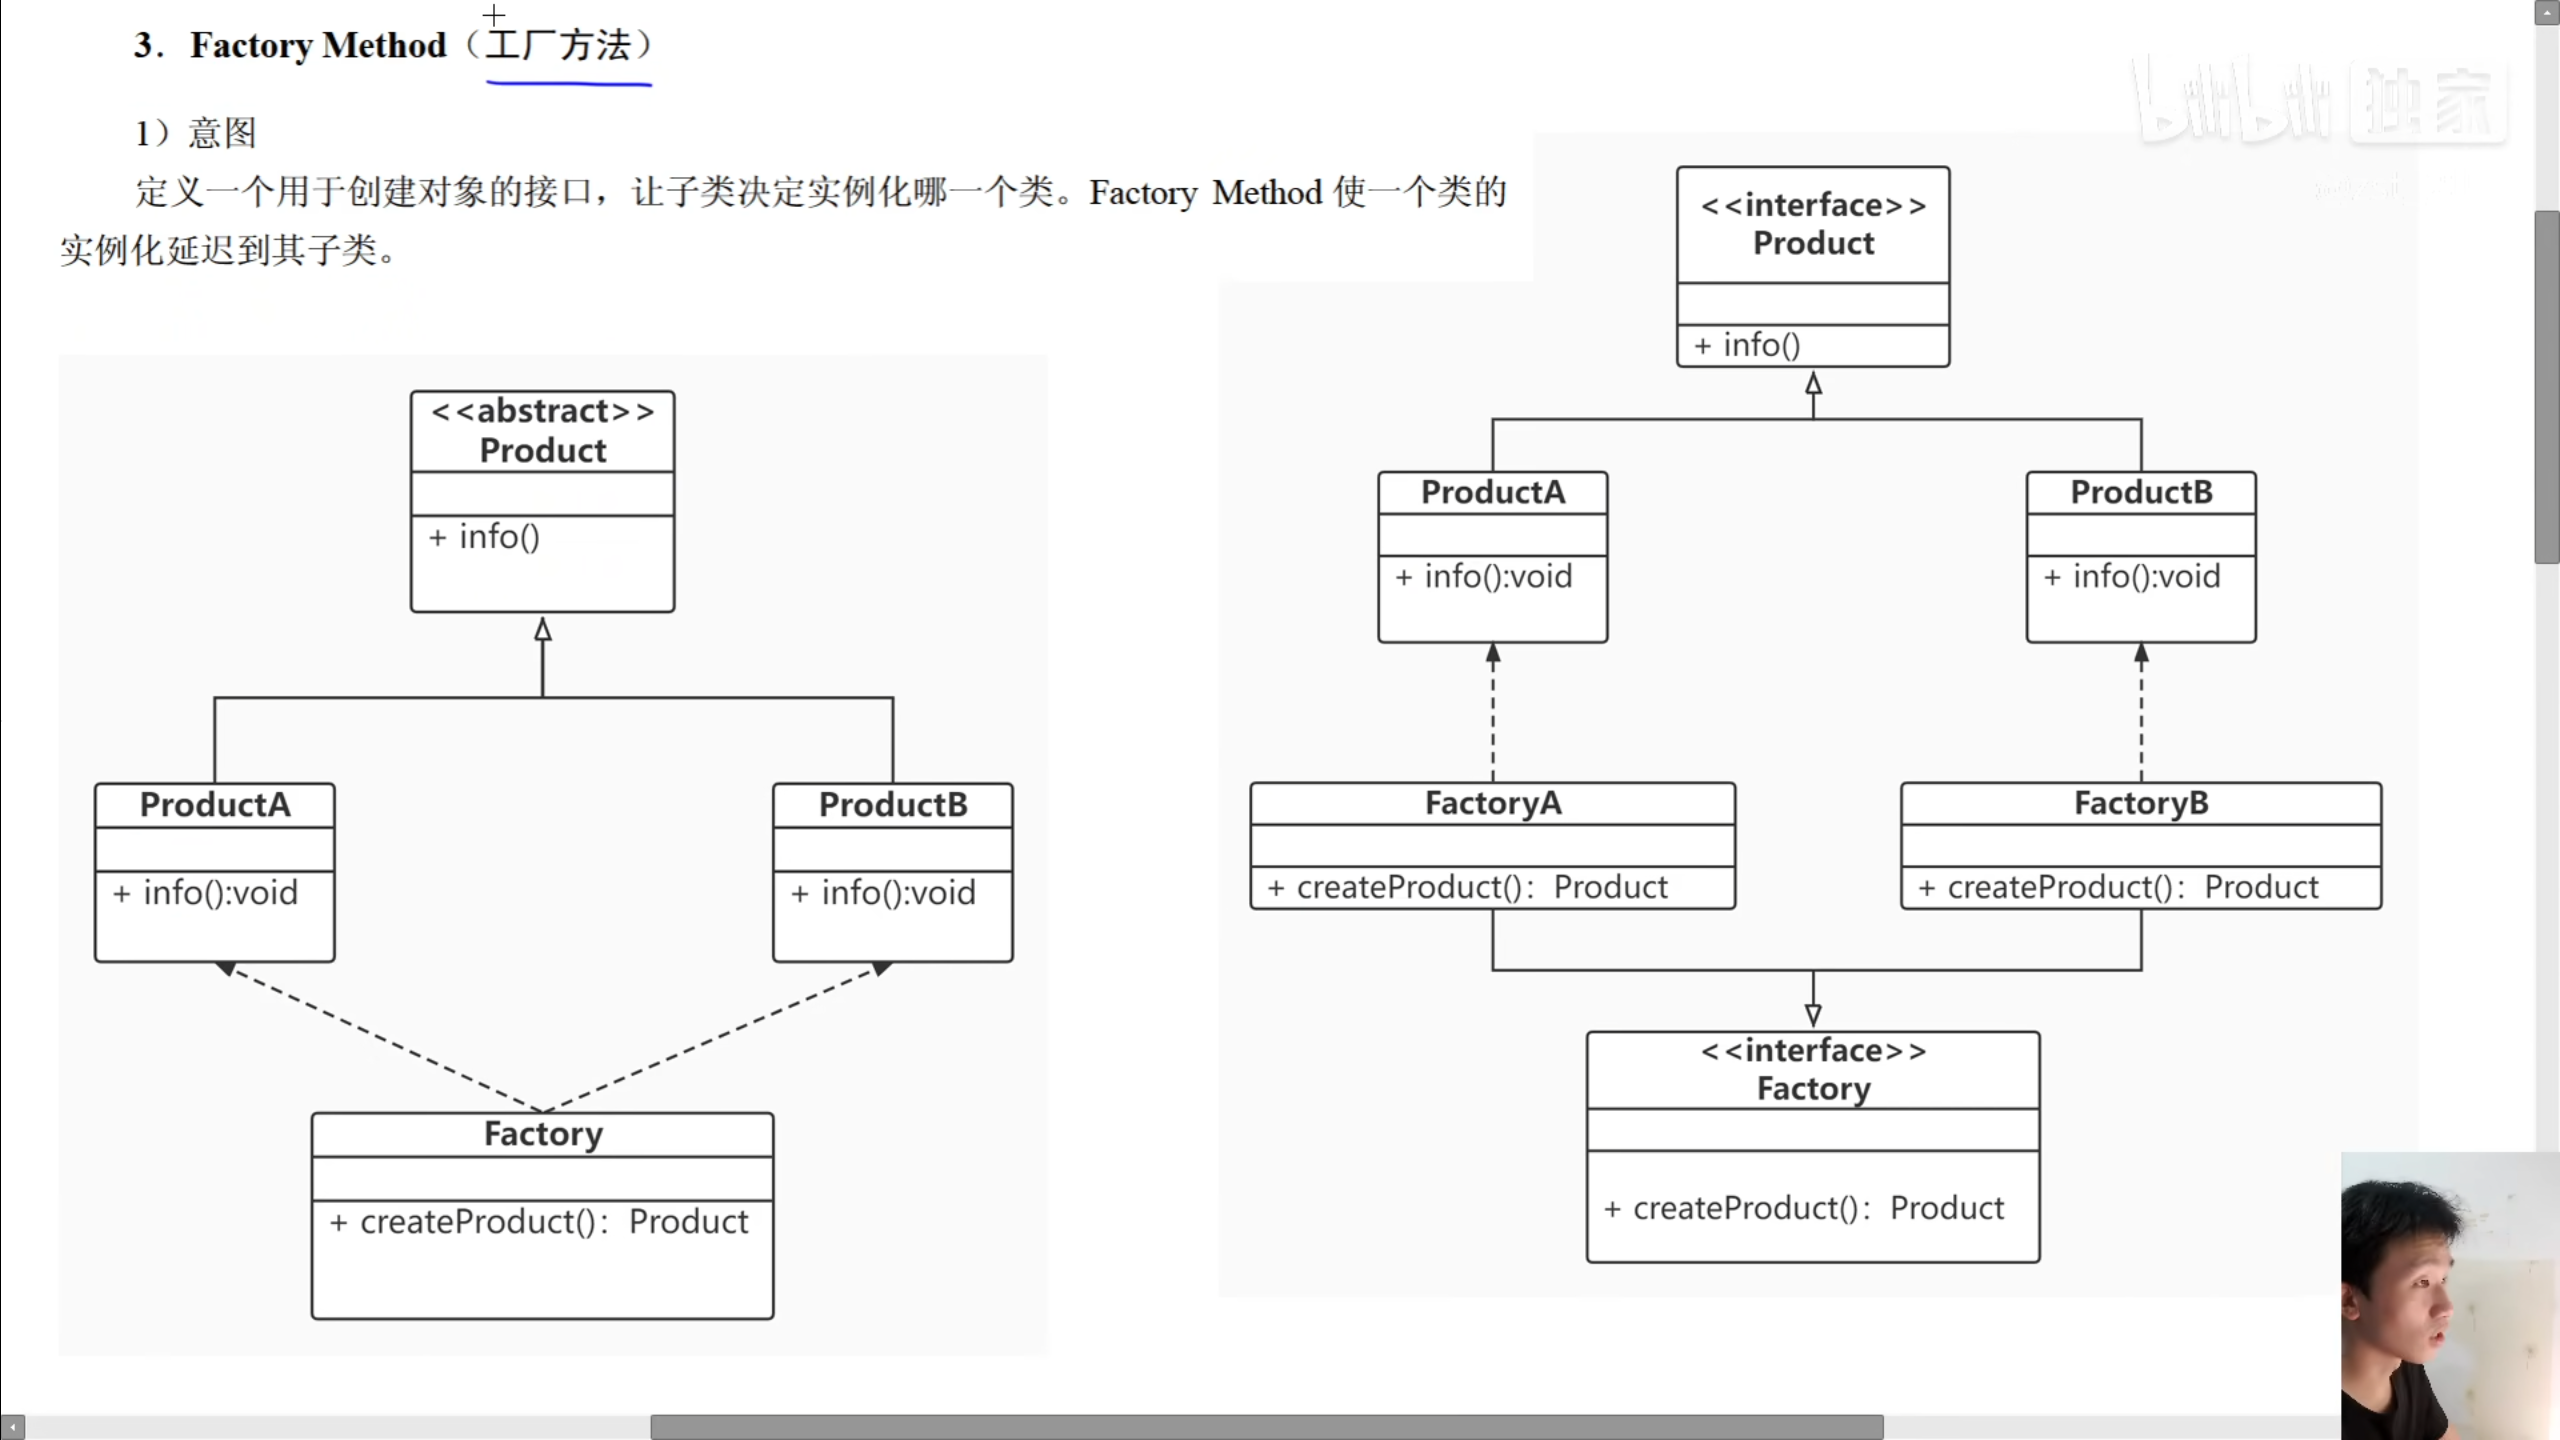 3. Factory Method（工厂方法）
1）意图
定义一个用于创建对象的接口，让子类决定实例化哪一个类。Factory Method 使一个类的
实例化延迟到其子类。
<<abstract>>
Product
+ info()
ProductA
+ info():void
ProductB
+ info():void
Factory
+ createProduct()：Product
bilibili 独家
<<interface>>
Product
+ info()
ProductA
+ info():void
ProductB
+ info():void
FactoryA
+ createProduct()：Product
FactoryB
+ createProduct()：Product
<<interface>>
Factory
+ createProduct()：Product